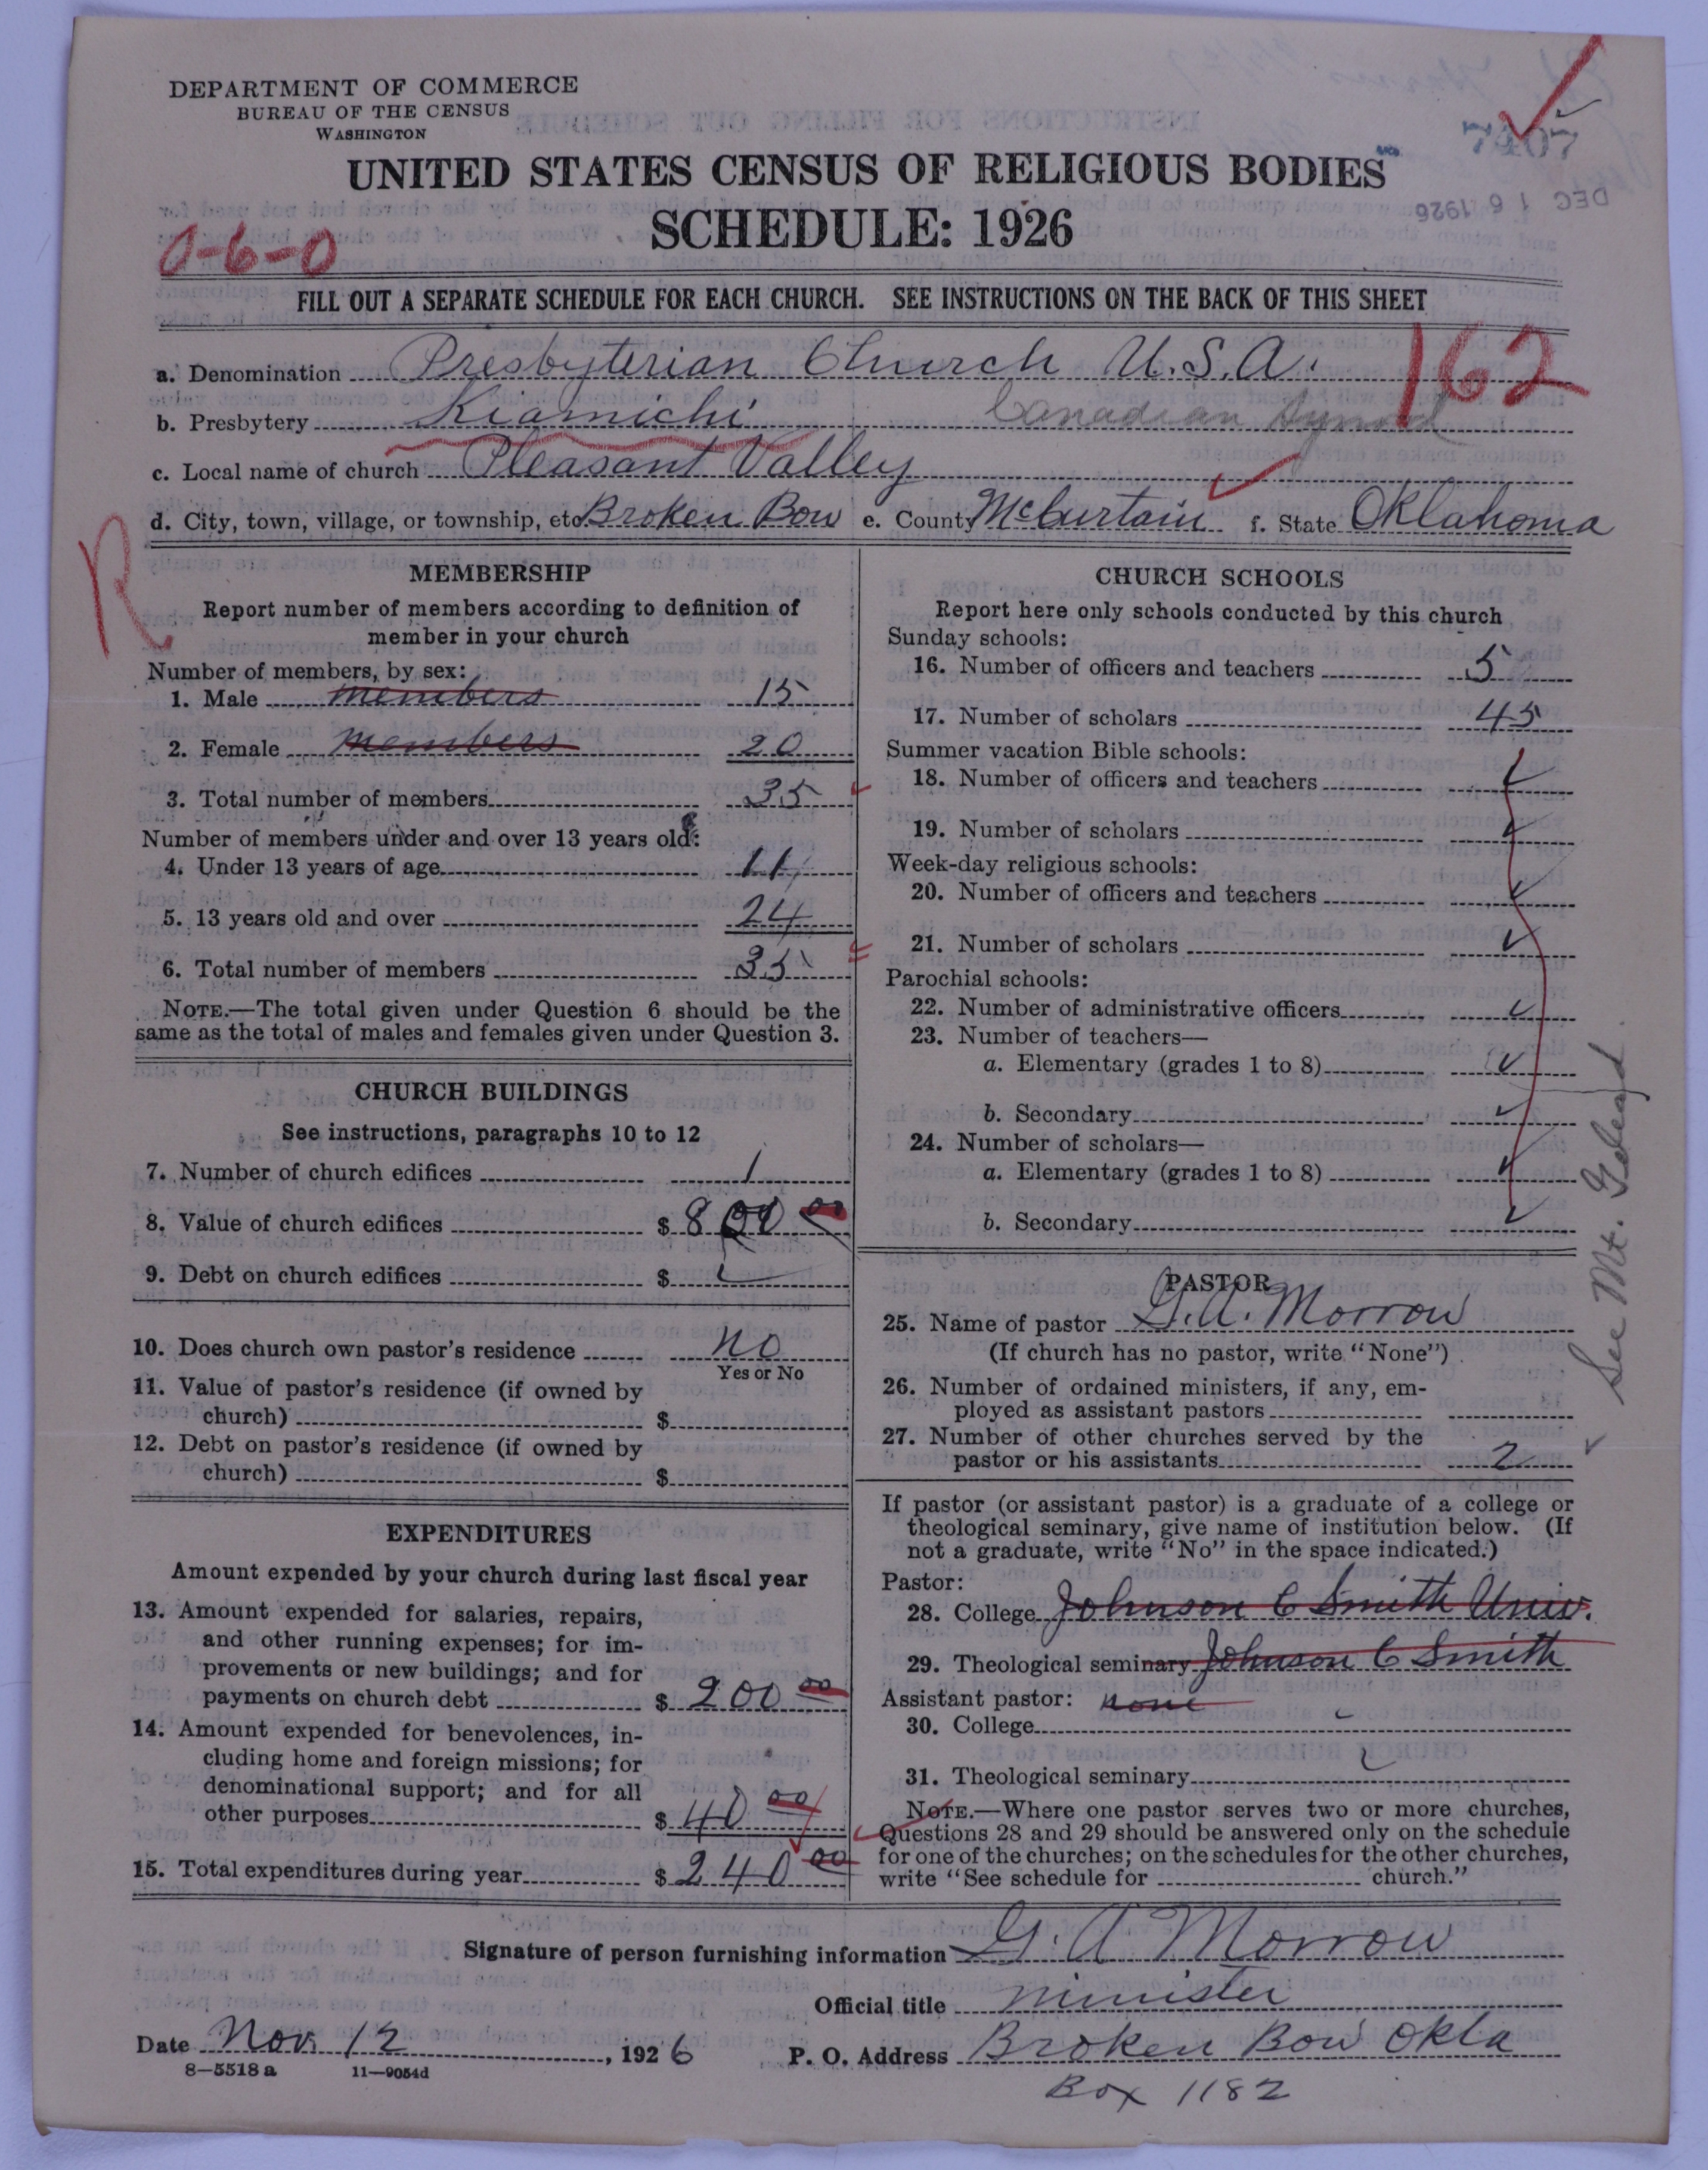 DEPARTMENT OF COMMERCE
BUREAU OF THE CENSUS
WASHINGTON
UNITED STATES CENSUS OF RELIGIOUS BODIES
SCHEDULE: 1926
7407
DEC 16 1926
0-6-0
FILL OUT A SEPARATE SCHEDULE FOR EACH CHURCH. SEE INSTRUCTIONS ON THE BACK OF THIS SHEET
162
a. Denomination Presbyterian Church U.S.A.
b. Presbytery Kiamichi Canadian Synod
c. Local name of church Pleasant Valley
d. City, town, village, or township, etc Broken Bow e. County McCurtain f. State Oklahoma
R
MEMBERSHIP
Report number of members according to definition of
member in your church
Number of members, by sex:
1. Male members 15
2. Female members 20
3. Total number of members 35
Number of members under and over 13 years old:
4. Under 13 years of age 11
5. 13 years old and over 24
6. Total number of members 35
NOTE.—The total given under Question 6 should be the
same as the total of males and females given under Question 3.
CHURCH BUILDINGS
See instructions, paragraphs 10 to 12
7. Number of church edifices 1
8. Value of church edifices $ 800 00
9. Debt on church edifices $
10. Does church own pastor's residence no
Yes or No
11. Value of pastor's residence (if owned by
church) $
12. Debt on pastor's residence (if owned by
church) $
EXPENDITURES
Amount expended by your church during last fiscal year
13. Amount expended for salaries, repairs,
and other running expenses; for im-
provements or new buildings; and for
payments on church debt $ 200 00
14. Amount expended for benevolences, in-
cluding home and foreign missions; for
denominational support; and for all
other purposes $ 40 00
15. Total expenditures during year $ 240 00
CHURCH SCHOOLS
Report here only schools conducted by this church
Sunday schools:
16. Number of officers and teachers 5
17. Number of scholars 45
Summer vacation Bible schools:
18. Number of officers and teachers
19. Number of scholars
Week-day religious schools:
20. Number of officers and teachers
21. Number of scholars
Parochial schools:
22. Number of administrative officers
23. Number of teachers—
a. Elementary (grades 1 to 8)
b. Secondary
24. Number of scholars—
a. Elementary (grades 1 to 8)
b. Secondary
PASTOR
25. Name of pastor G.A. Morrow
(If church has no pastor, write "None")
26. Number of ordained ministers, if any, em-
ployed as assistant pastors
27. Number of other churches served by the
pastor or his assistants 2
If pastor (or assistant pastor) is a graduate of a college or
theological seminary, give name of institution below. (If
not a graduate, write "No" in the space indicated.)
Pastor:
28. College Johnson C Smith Univ.
29. Theological seminary Johnson C Smith
Assistant pastor: none
30. College
31. Theological seminary
NOTE.—Where one pastor serves two or more churches,
Questions 28 and 29 should be answered only on the schedule
for one of the churches; on the schedules for the other churches,
write "See schedule for church."
See Mt. Gilead
Signature of person furnishing information G. A Morrow
Official title minister
Date Nov. 12, 1926 P. O. Address Broken Bow Okla
8—5518 a 11—9054d
Box 1182